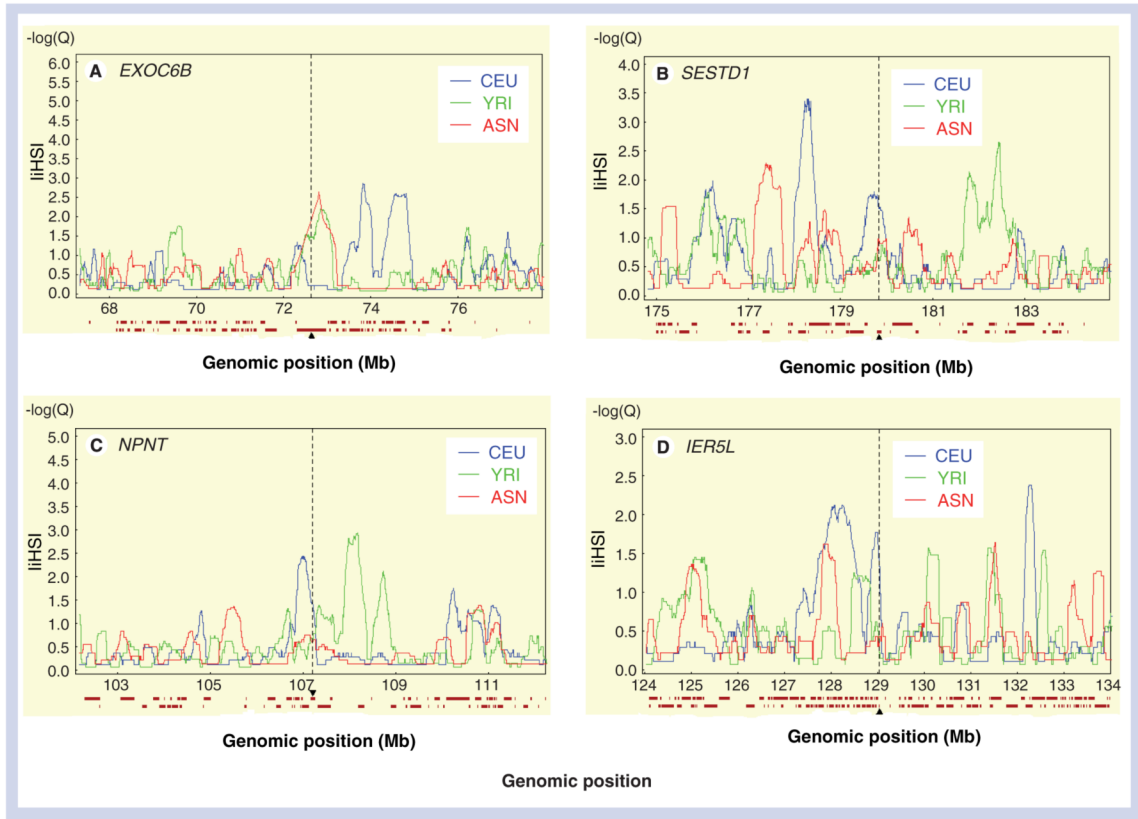 -log(Q)
A EXOC6B
CEU
YRI
ASN
6.0
5.5
5.0
4.5
4.0
3.5
3.0
2.5
2.0
1.5
1.0
0.5
0.0
liHSI
68 70 72 74 76
Genomic position (Mb)
-log(Q)
B SESTD1
CEU
YRI
ASN
4.0
3.5
3.0
2.5
2.0
1.5
1.0
0.5
0.0
liHSI
175 177 179 181 183
Genomic position (Mb)
-log(Q)
C NPNT
CEU
YRI
ASN
5.0
4.5
4.0
3.5
3.0
2.5
2.0
1.5
1.0
0.5
0.0
liHSI
103 105 107 109 111
Genomic position (Mb)
-log(Q)
D IER5L
CEU
YRI
ASN
3.0
2.5
2.0
1.5
1.0
0.5
0.0
liHSI
124 125 126 127 128 129 130 131 132 133 134
Genomic position (Mb)
Genomic position